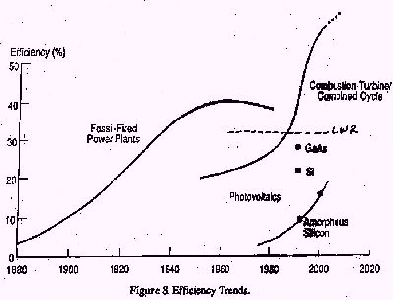 Efficiency (%)
50
40
30
20
10
0
Fossi-Fired
Power Plants
Combustion-Turbine/
Combined Cycle
LWR
GaAs
Si
Photovoltaics
Amorphous
Silicon
1880 1900 1920 1940 1960 1980 2000 2020
Figure 8 Efficiency Trends.